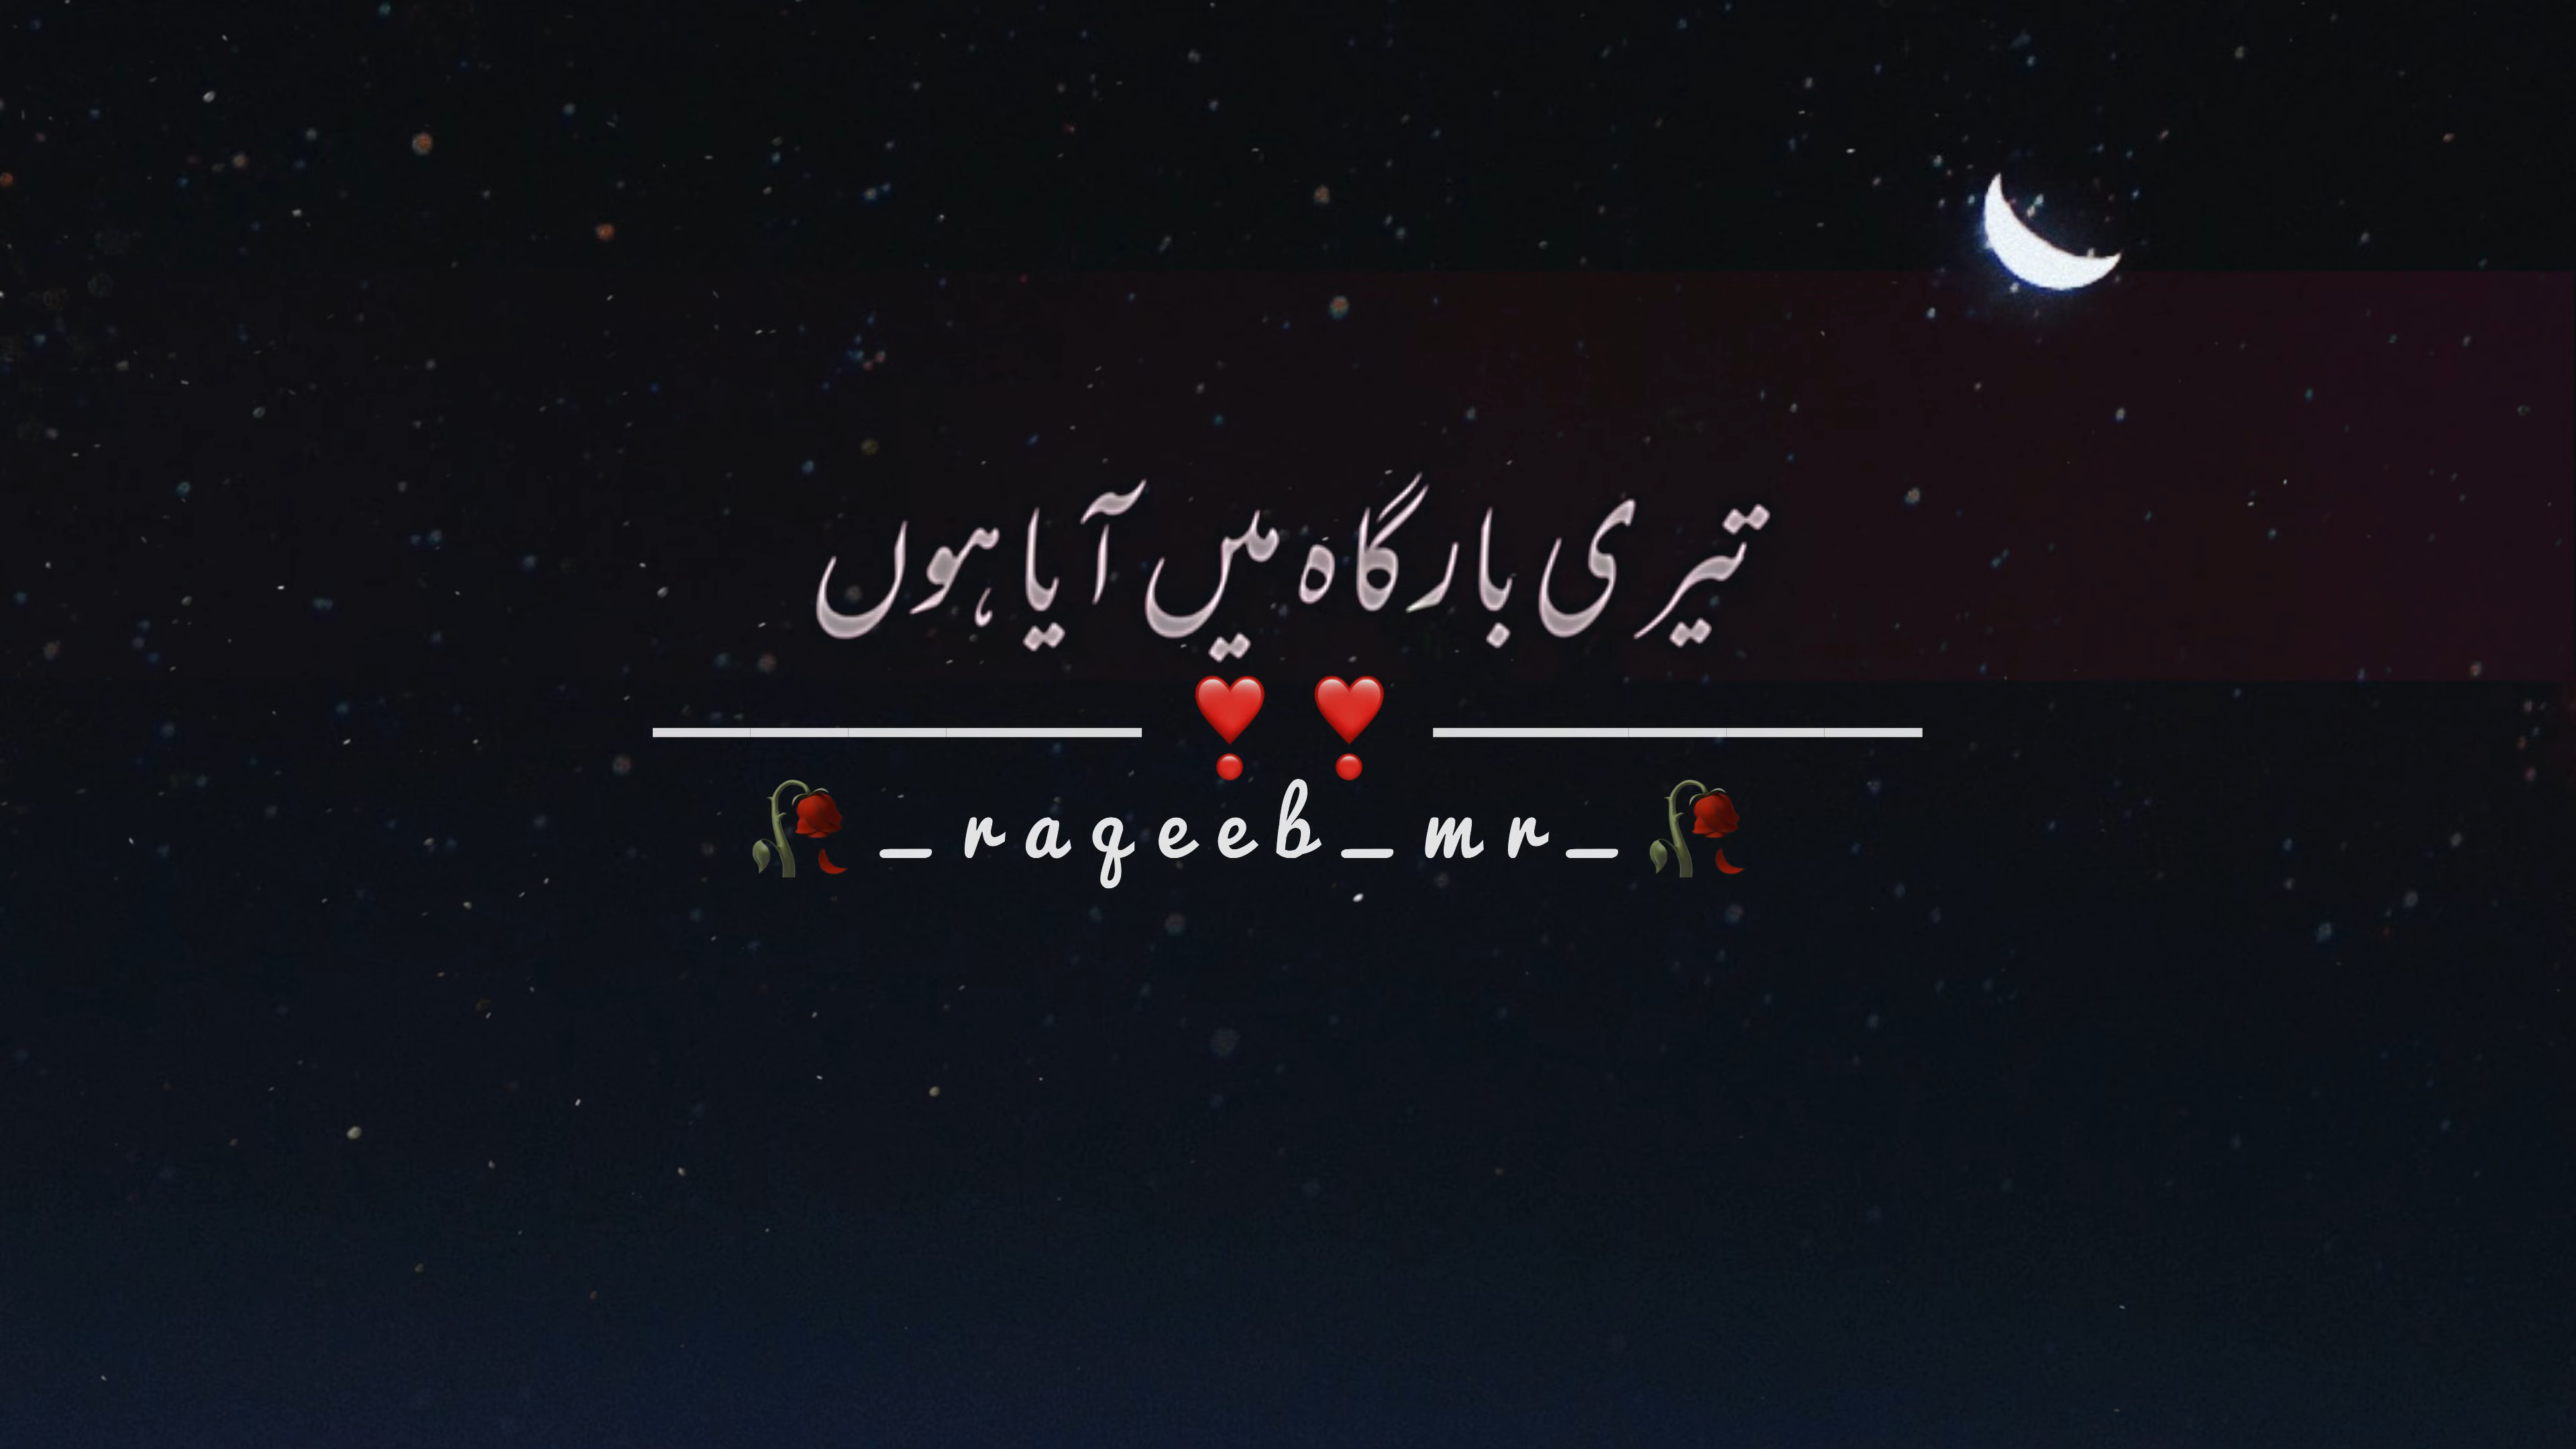 تیری بارگاہ میں آیا ہوں
❣️ ❣️
🥀_raqeeb_mr_🥀